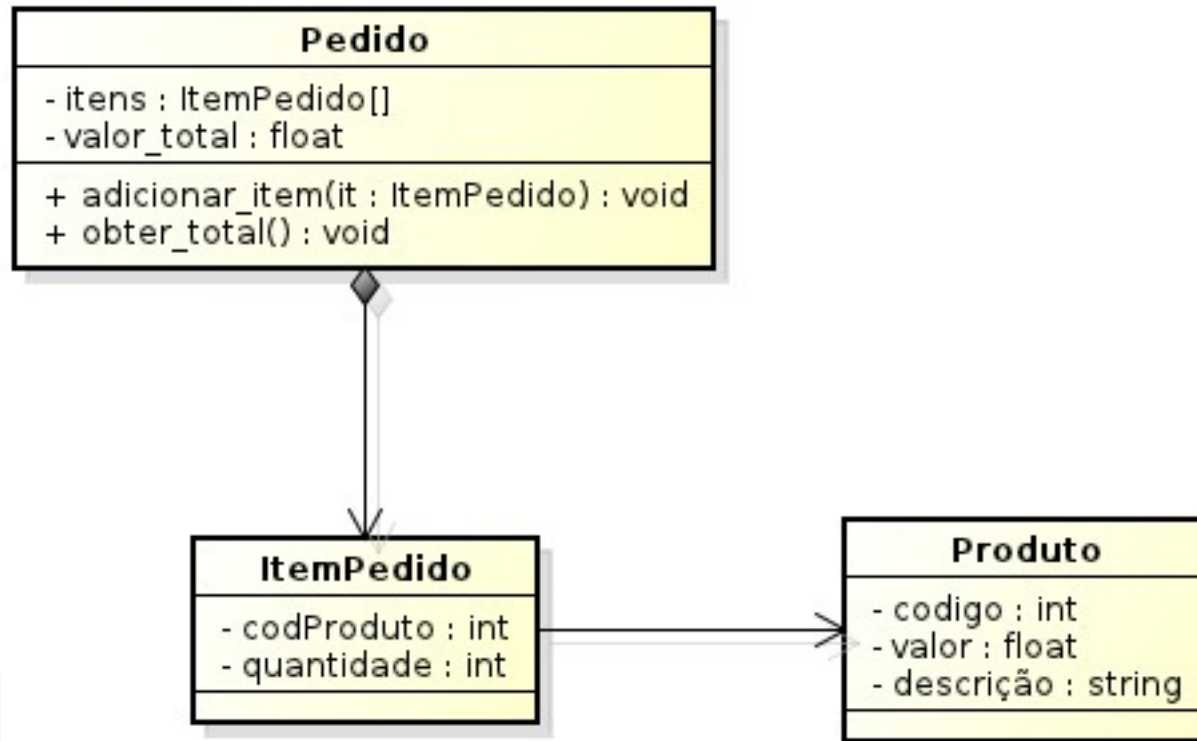 Pedido
- itens : ItemPedido[]
- valor_total : float
+ adicionar_item(it : ItemPedido) : void
+ obter_total() : void
ItemPedido
- codProduto : int
- quantidade : int
Produto
- codigo : int
- valor : float
- descrição : string